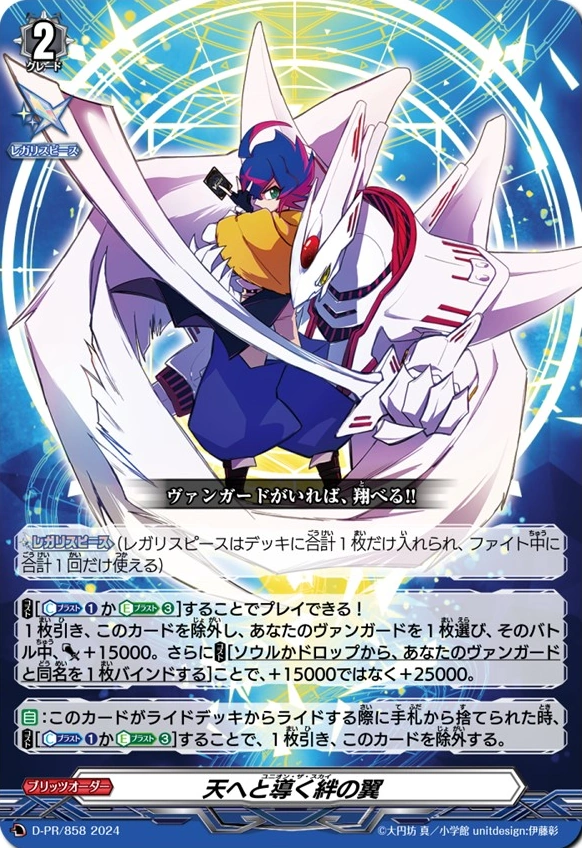 2
グレード
レガリスピース
ヴァンガードがいれば、翔べる!!
レガリスピース(レガリスピースはデッキに合計1枚だけ入れられ、ファイト中に
合計1回だけ使える)
コスト[Cブラスト1かEブラスト3]することでプレイできる!
1枚引き、このカードを除外し、あなたのヴァンガードを1枚選び、そのバト
ル中、+15000。さらにコスト[ソウルかドロップから、あなたのヴァンガード
と同名を1枚バインドする]ことで、+15000ではなく+25000。
自:このカードがライドデッキからライドする際に手札から捨てられた時、
コスト[Cブラスト1かEブラスト3]することで、1枚引き、このカードを除外する。
ブリッツオーダー
ユニオン・ザ・スカイ
天へと導く絆の翼
D-PR/858 2024
©大円坊 真/小学館 unitdesign:伊藤彰